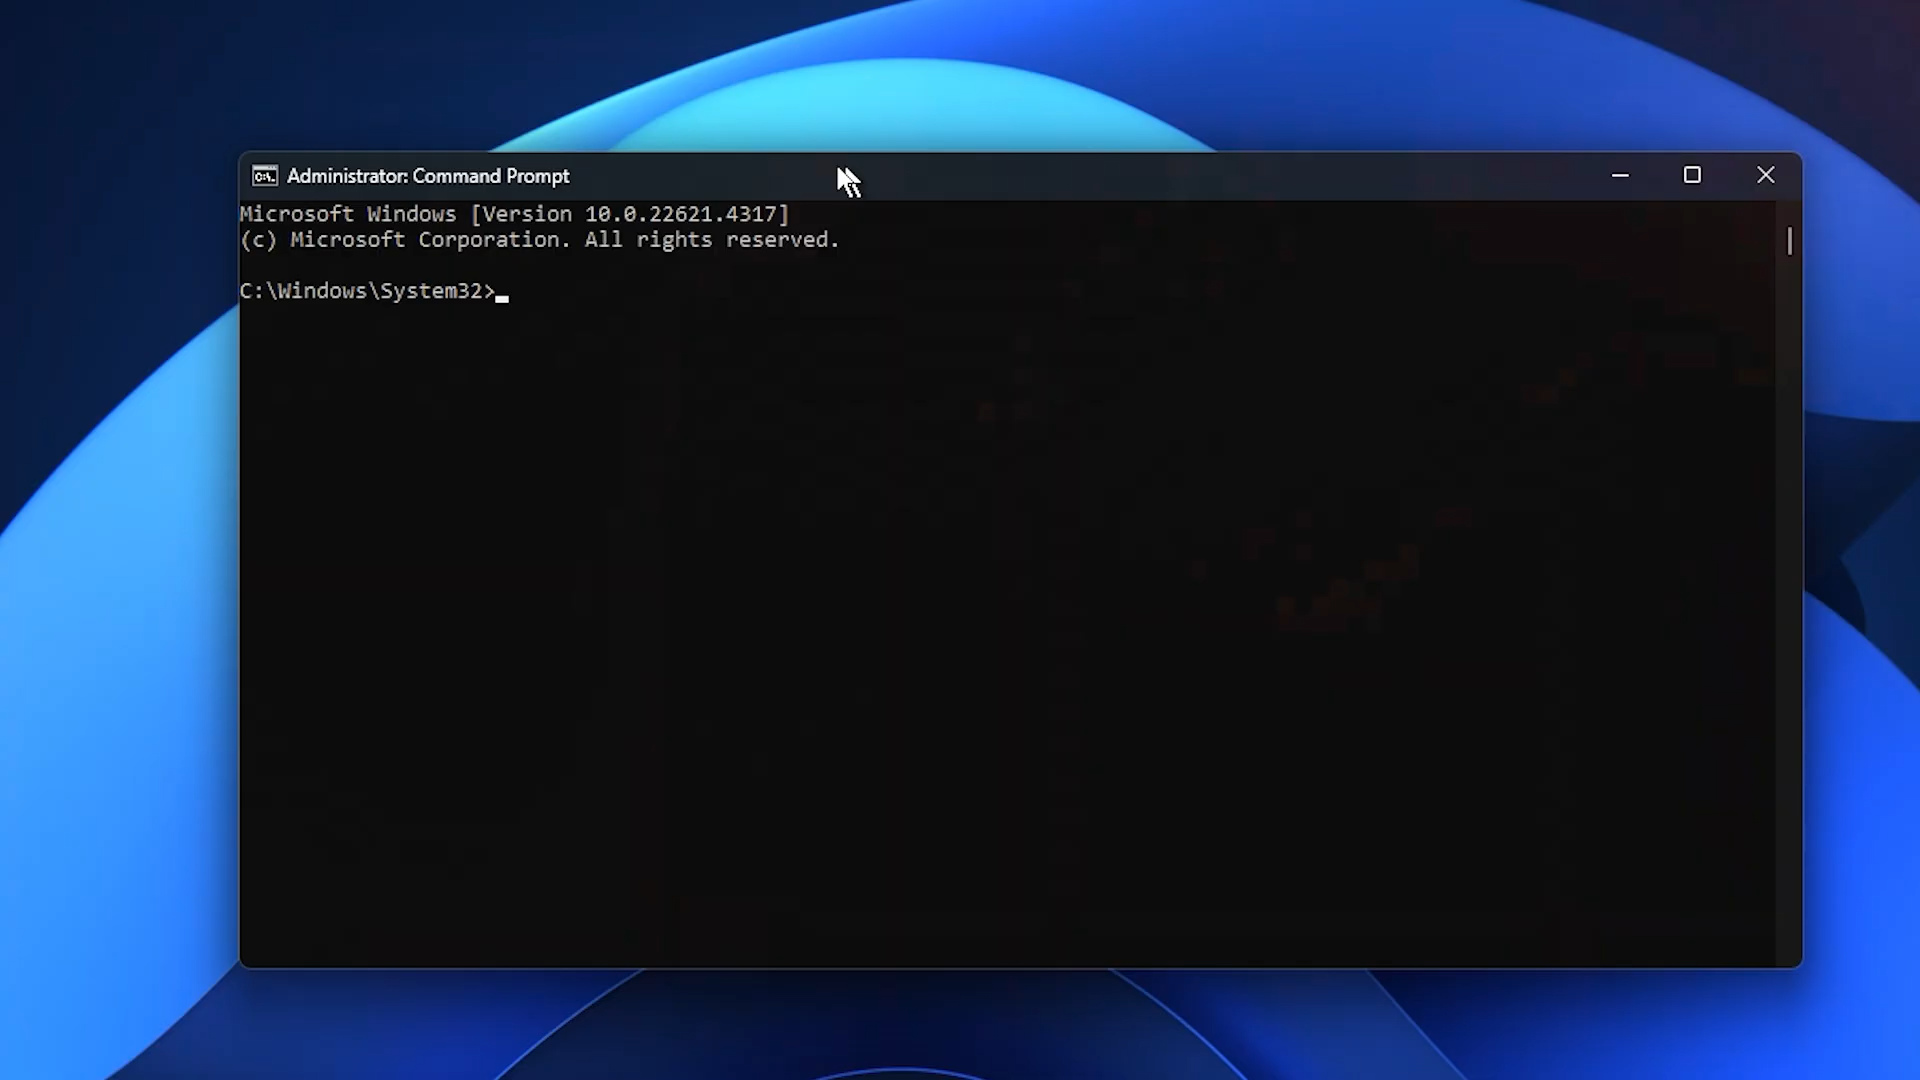 Administrator: Command Prompt
Microsoft Windows [Version 10.0.22621.4317]
(c) Microsoft Corporation. All rights reserved.
C:\Windows\System32>